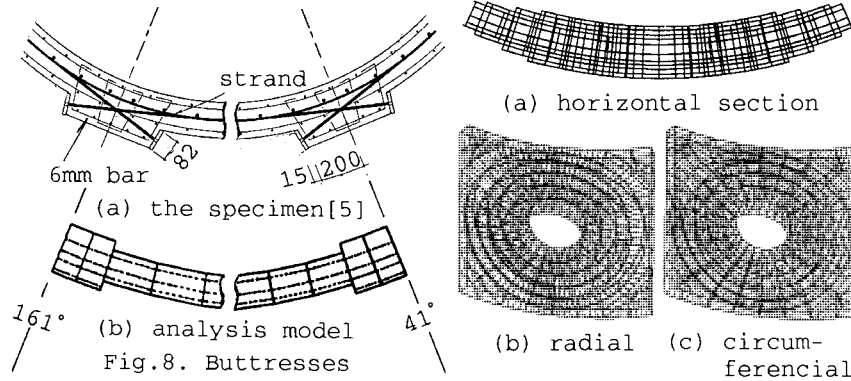 strand
6mm bar
82
15
200
(a) the specimen[5]
161°
41°
(b) analysis model
Fig.8. Buttresses
(a) horizontal section
(b) radial
(c) circum-
ferencial